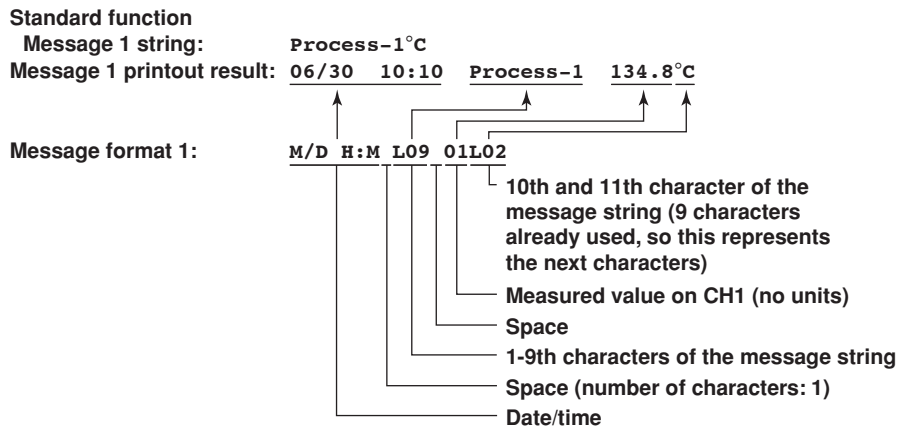 Standard function
Message 1 string: Process-1°C
Message 1 printout result: 06/30 10:10 Process-1 134.8°C
Message format 1: M/D H:M L09 01L02
10th and 11th character of the
message string (9 characters
already used, so this represents
the next characters)
Measured value on CH1 (no units)
Space
1-9th characters of the message string
Space (number of characters: 1)
Date/time